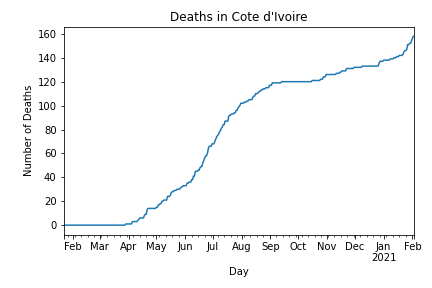 Deaths in Cote d'Ivoire
160
140
120
100
80
60
40
20
0
Number of Deaths
Feb Mar Apr May Jun Jul Aug Sep Oct Nov Dec Jan Feb
2021
Day